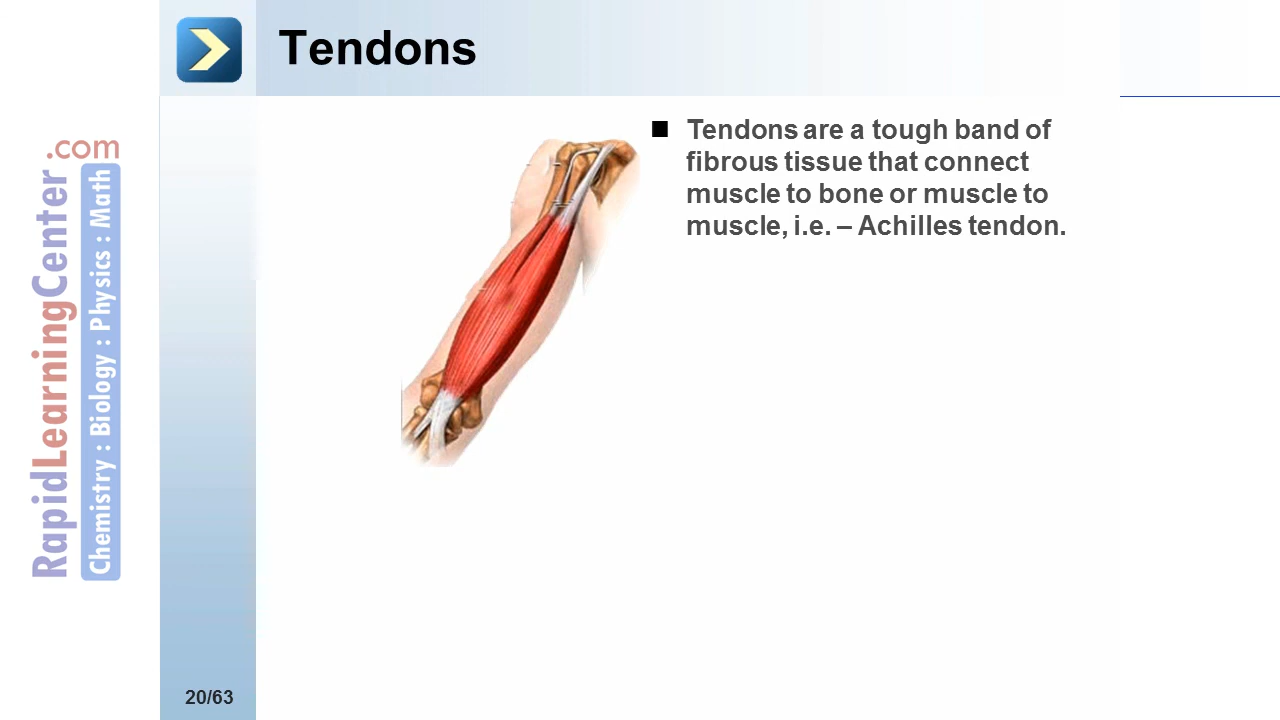 Tendons
Tendons are a tough band of
fibrous tissue that connect
muscle to bone or muscle to
muscle, i.e. – Achilles tendon.
RapidLearningCenter.com
Chemistry : Biology : Physics : Math
20/63